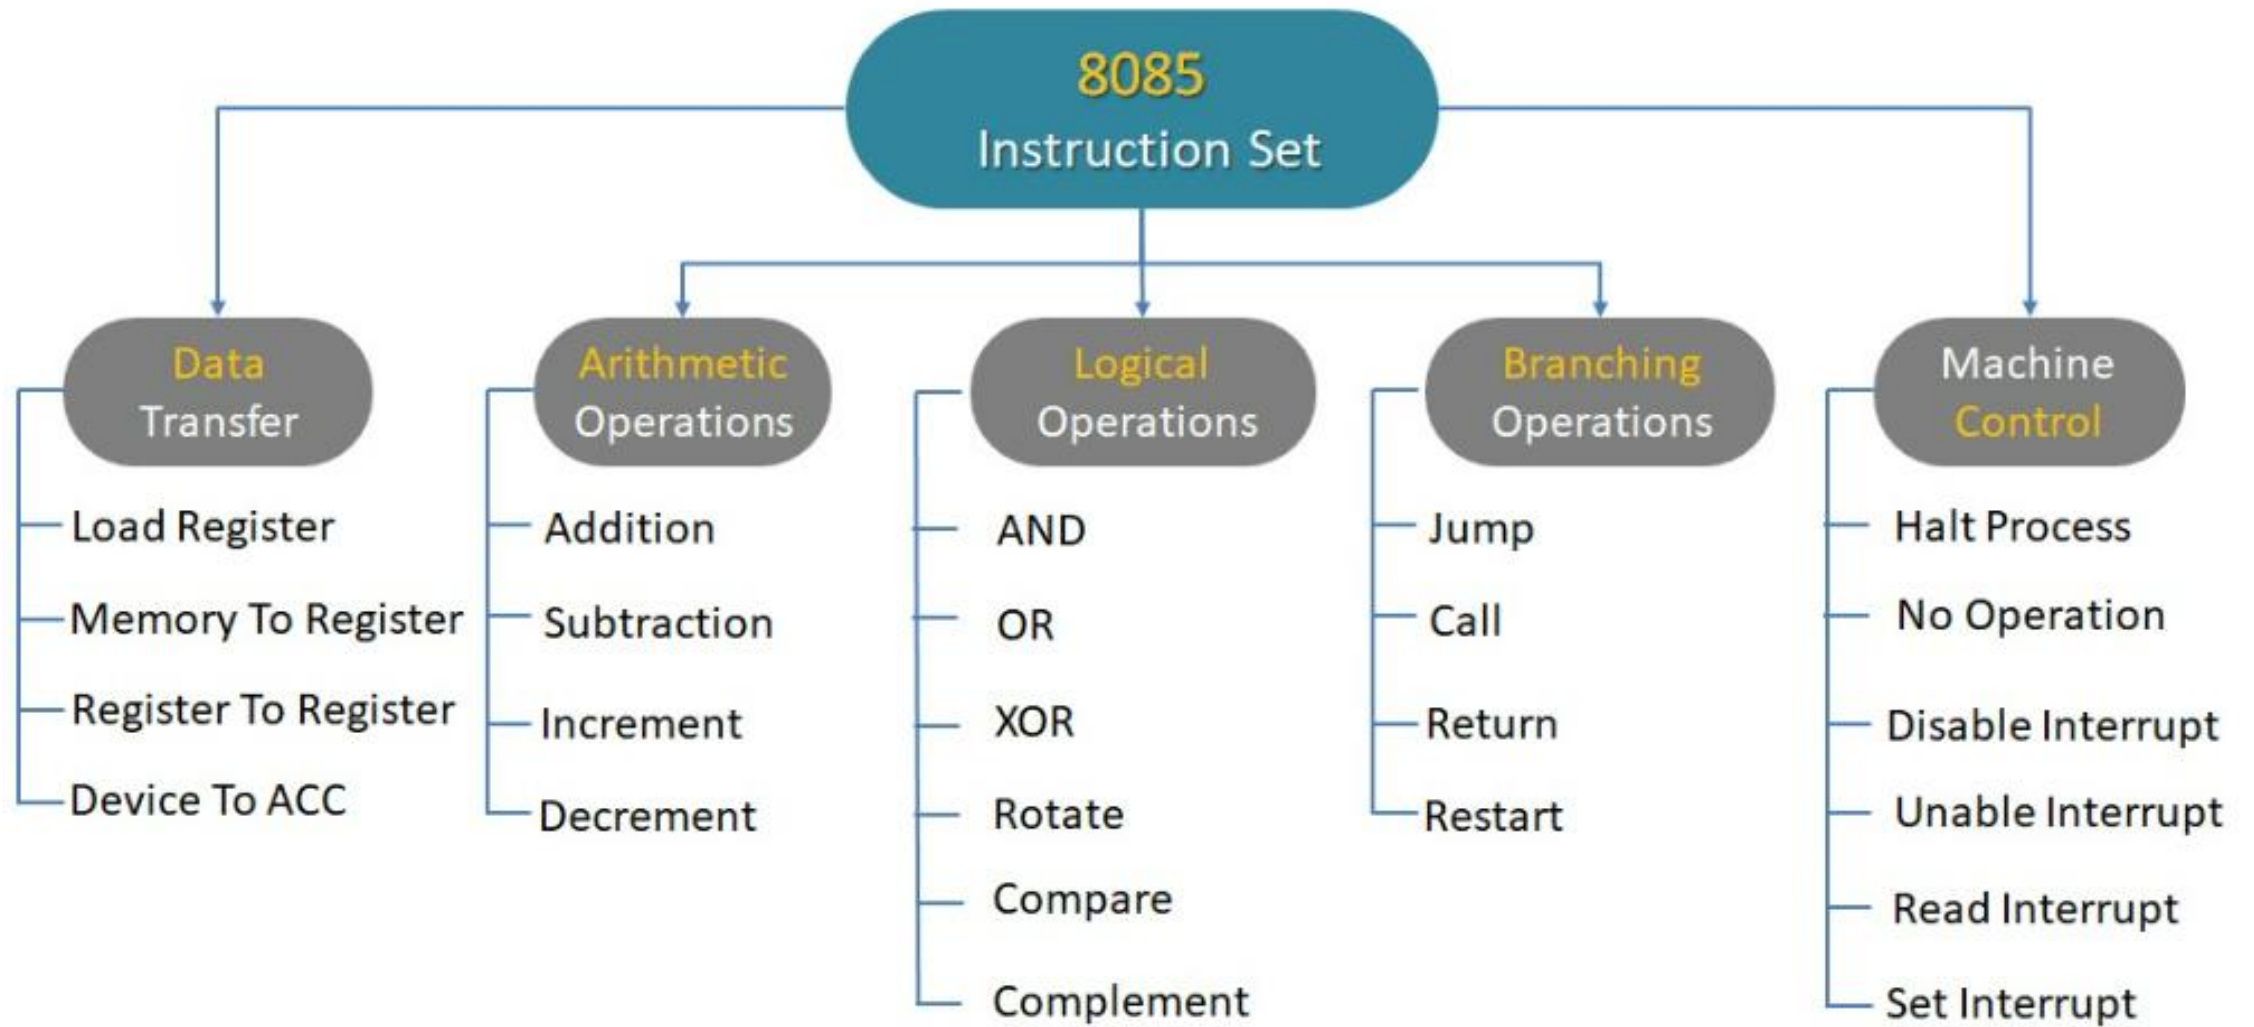 8085
Instruction Set
Data
Transfer
Load Register
Memory To Register
Register To Register
Device To ACC
Arithmetic
Operations
Addition
Subtraction
Increment
Decrement
Logical
Operations
AND
OR
XOR
Rotate
Compare
Complement
Branching
Operations
Jump
Call
Return
Restart
Machine
Control
Halt Process
No Operation
Disable Interrupt
Unable Interrupt
Read Interrupt
Set Interrupt